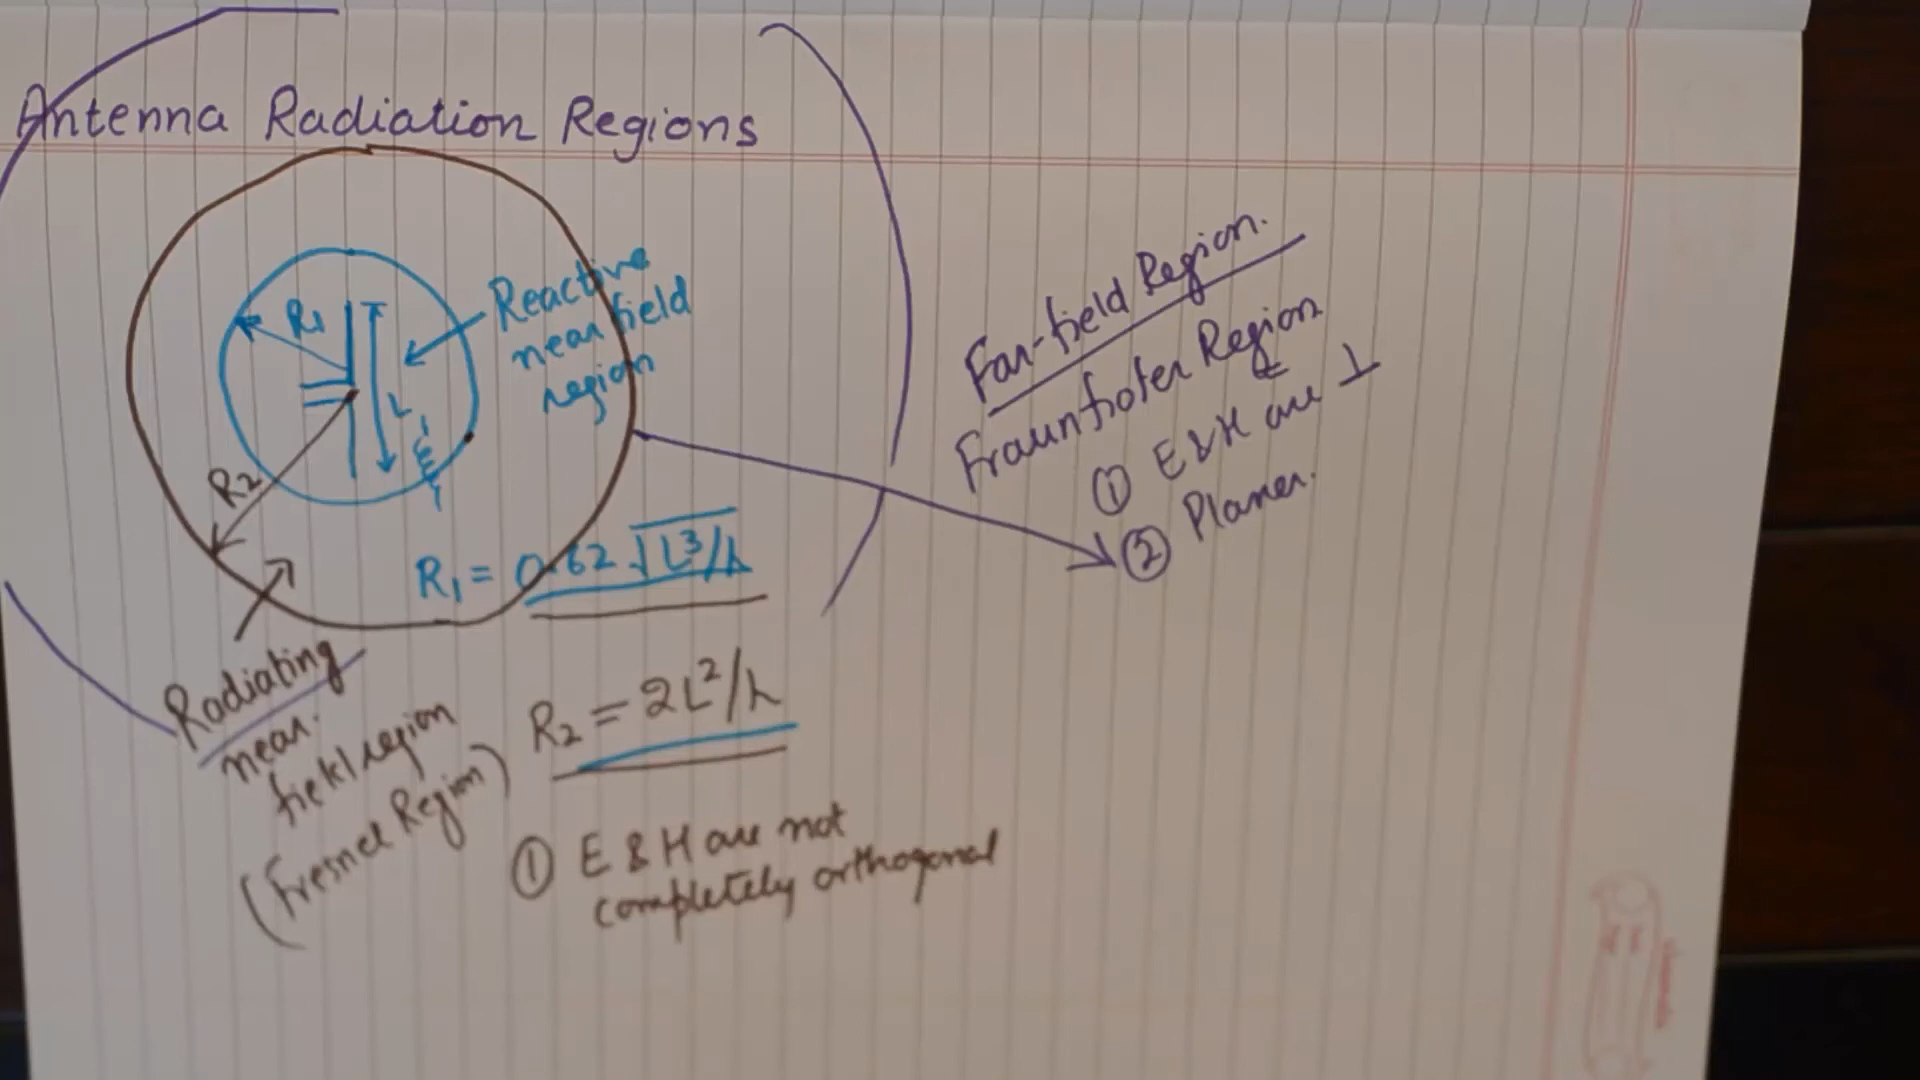 Antenna Radiation Regions
R1
L
R2
Reactive
near field
region
R1 = 0.62 √L³/λ
Radiating
near.
field region
(Fresnel Region)
R2 = 2L²/λ
① E & H are not
completely orthogonal
Far-field Region.
Fraunhofer Region
① E & H are ⊥
② Planer.